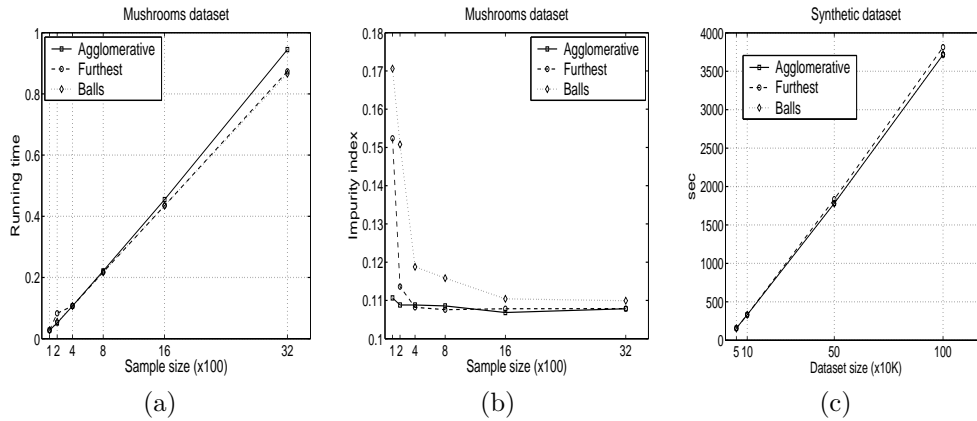 Mushrooms dataset
1
0.8
0.6
0.4
0.2
0
Running time
Agglomerative
Furthest
Balls
1 2 4 8 16 32
Sample size (x100)
(a)
Mushrooms dataset
0.18
0.17
0.16
0.15
0.14
0.13
0.12
0.11
0.1
Impurity index
Agglomerative
Furthest
Balls
1 2 4 8 16 32
Sample size (x100)
(b)
Synthetic dataset
4000
3500
3000
2500
2000
1500
1000
500
0
sec
Agglomerative
Furthest
Balls
5 10 50 100
Dataset size (x10K)
(c)